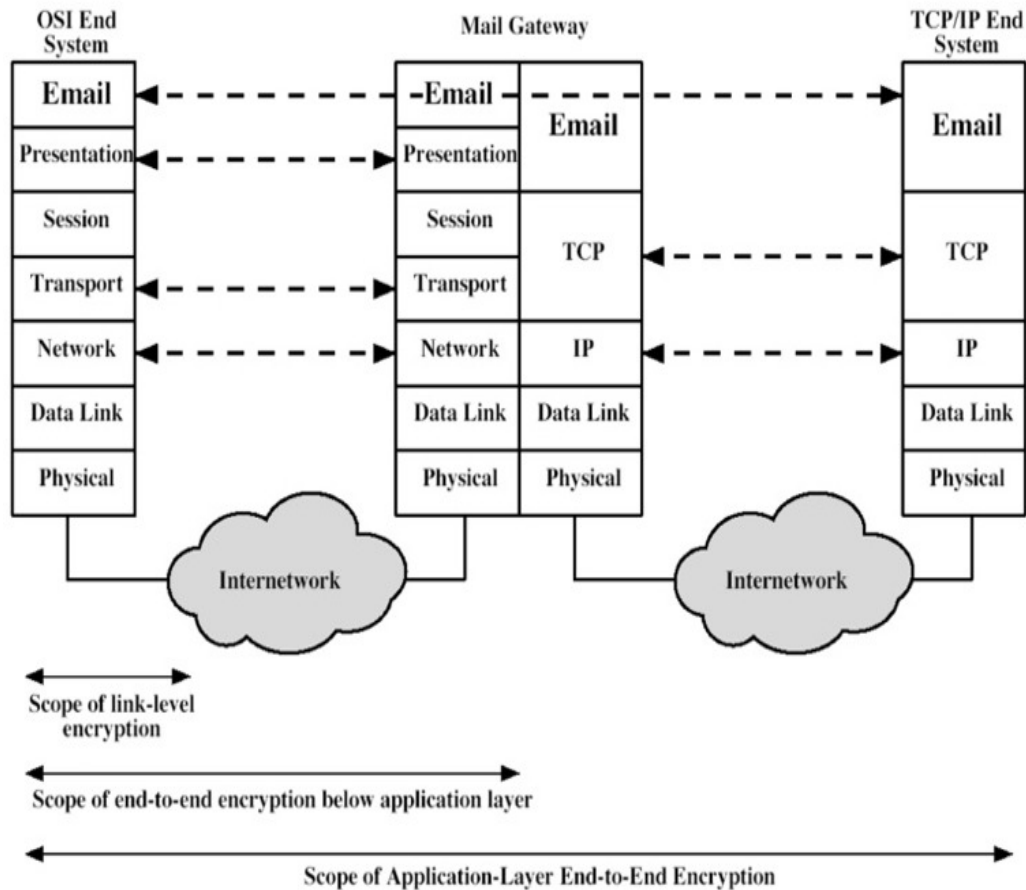 OSI End
System
Mail Gateway
TCP/IP End
System
Email
Email
Email
Email
Presentation
Presentation
Session
Session
TCP
TCP
Transport
Transport
Network
Network
IP
IP
Data Link
Data Link
Data Link
Data Link
Physical
Physical
Physical
Physical
Internetwork
Internetwork
Scope of link-level
encryption
Scope of end-to-end encryption below application layer
Scope of Application-Layer End-to-End Encryption